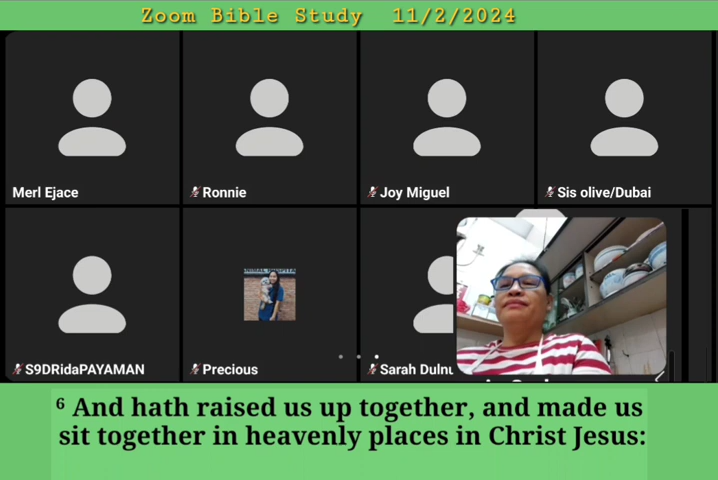 Zoom Bible Study 11/2/2024
Merl Ejace
Ronnie
Joy Miguel
Sis olive/Dubai
S9DRidaPAYAMAN
Precious
Sarah
6 And hath raised us up together, and made us
sit together in heavenly places in Christ Jesus: